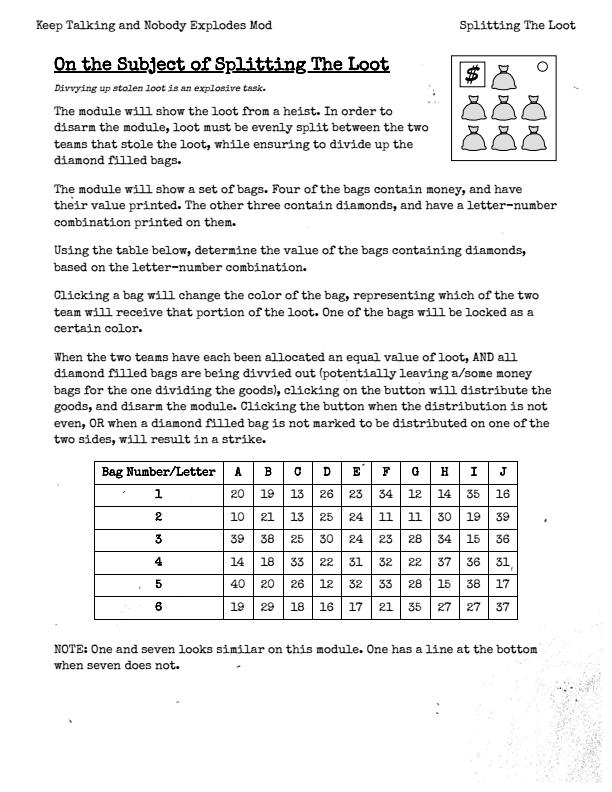 Keep Talking and Nobody Explodes Mod Splitting The Loot
On the Subject of Splitting The Loot
Divvying up stolen loot is an explosive task.
$
The module will show the loot from a heist. In order to
disarm the module, loot must be evenly split between the two
teams that stole the loot, while ensuring to divide up the
diamond filled bags.
The module will show a set of bags. Four of the bags contain money, and have
their value printed. The other three contain diamonds, and have a letter-number
combination printed on them.
Using the table below, determine the value of the bags containing diamonds,
based on the letter-number combination.
Clicking a bag will change the color of the bag, representing which of the two
team will receive that portion of the loot. One of the bags will be locked as a
certain color.
When the two teams have each been allocated an equal value of loot, AND all
diamond filled bags are being divvied out (potentially leaving a/some money
bags for the one dividing the goods), clicking on the button will distribute the
goods, and disarm the module. Clicking the button when the distribution is not
even, OR when a diamond filled bag is not marked to be distributed on one of the
two sides, will result in a strike.
Bag Number/Letter A B C D E F G H I J
1 20 19 13 26 23 34 12 14 35 16
2 10 21 13 25 24 11 11 30 19 39
3 39 38 25 30 24 23 28 34 15 36
4 14 18 33 22 31 32 22 37 36 31
5 40 20 26 12 32 33 28 15 38 17
6 19 29 18 16 17 21 35 27 27 37
NOTE: One and seven looks similar on this module. One has a line at the bottom
when seven does not.